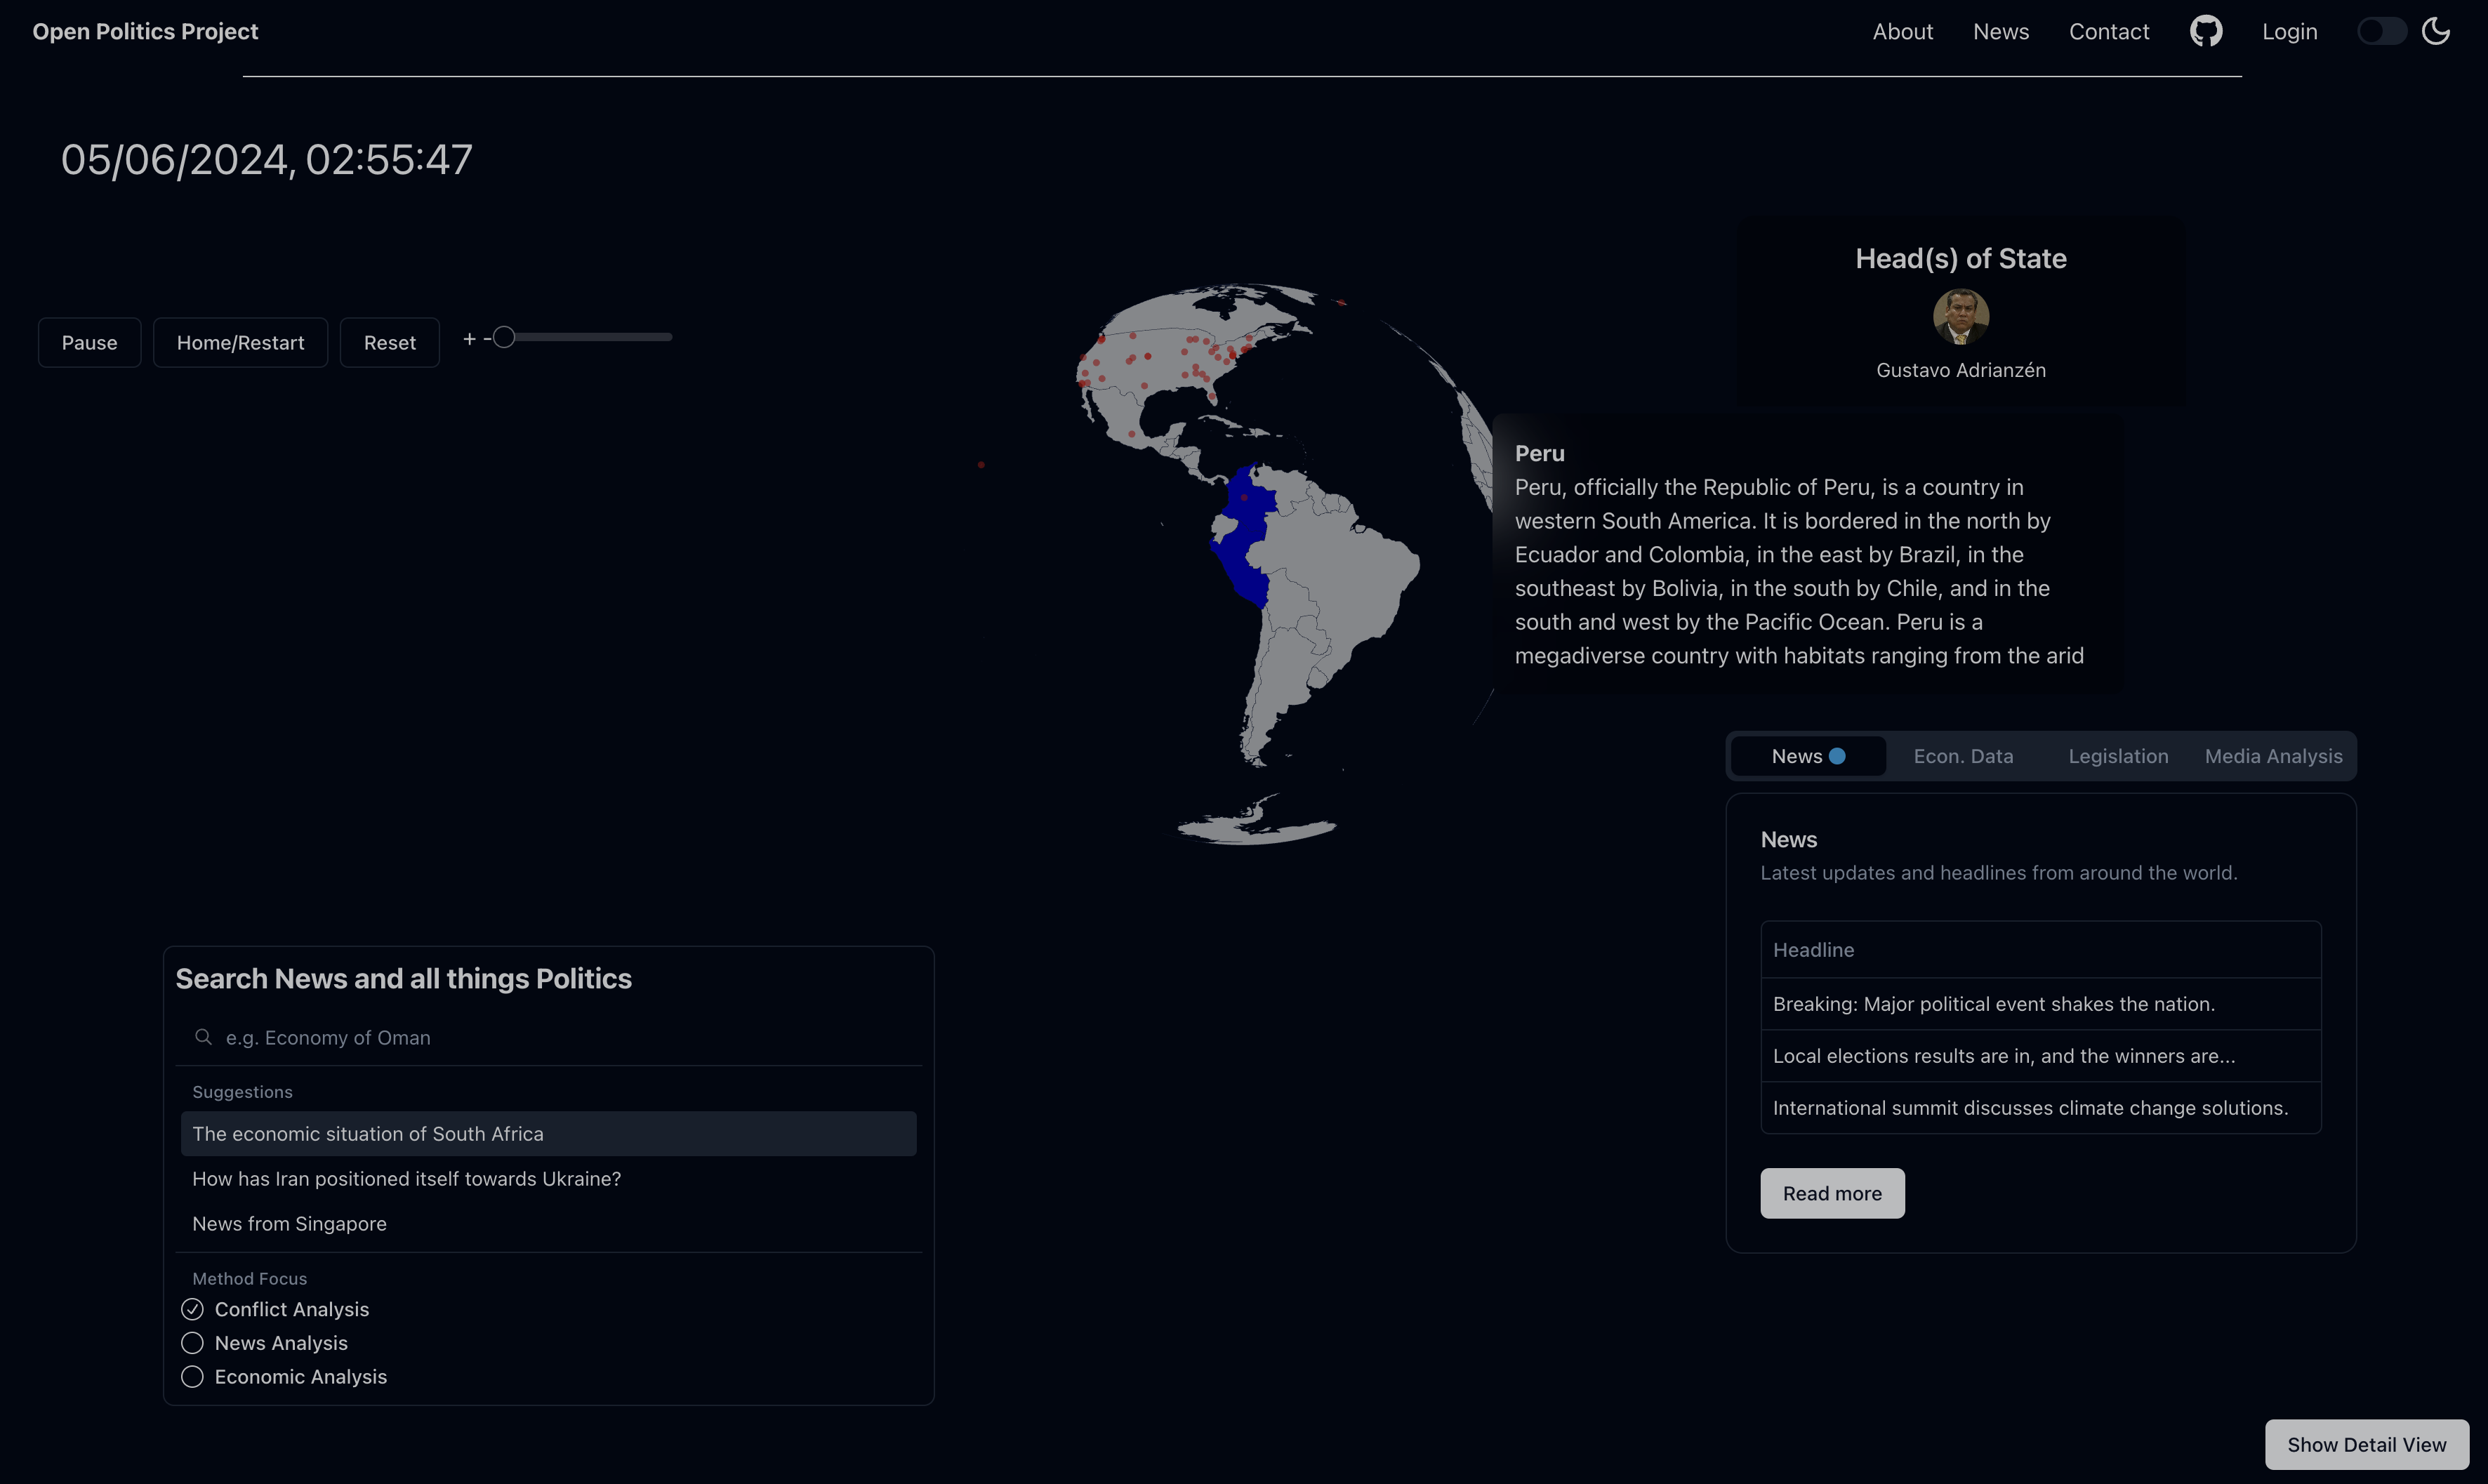 Open Politics Project
About
News
Contact
Login
05/06/2024, 02:55:47
Pause
Home/Restart
Reset
+ -
Head(s) of State
Gustavo Adrianzén
Peru
Peru, officially the Republic of Peru, is a country in
western South America. It is bordered in the north by
Ecuador and Colombia, in the east by Brazil, in the
southeast by Bolivia, in the south by Chile, and in the
south and west by the Pacific Ocean. Peru is a
megadiverse country with habitats ranging from the arid
News
Econ. Data
Legislation
Media Analysis
News
Latest updates and headlines from around the world.
Headline
Breaking: Major political event shakes the nation.
Local elections results are in, and the winners are...
International summit discusses climate change solutions.
Read more
Search News and all things Politics
e.g. Economy of Oman
Suggestions
The economic situation of South Africa
How has Iran positioned itself towards Ukraine?
News from Singapore
Method Focus
Conflict Analysis
News Analysis
Economic Analysis
Show Detail View